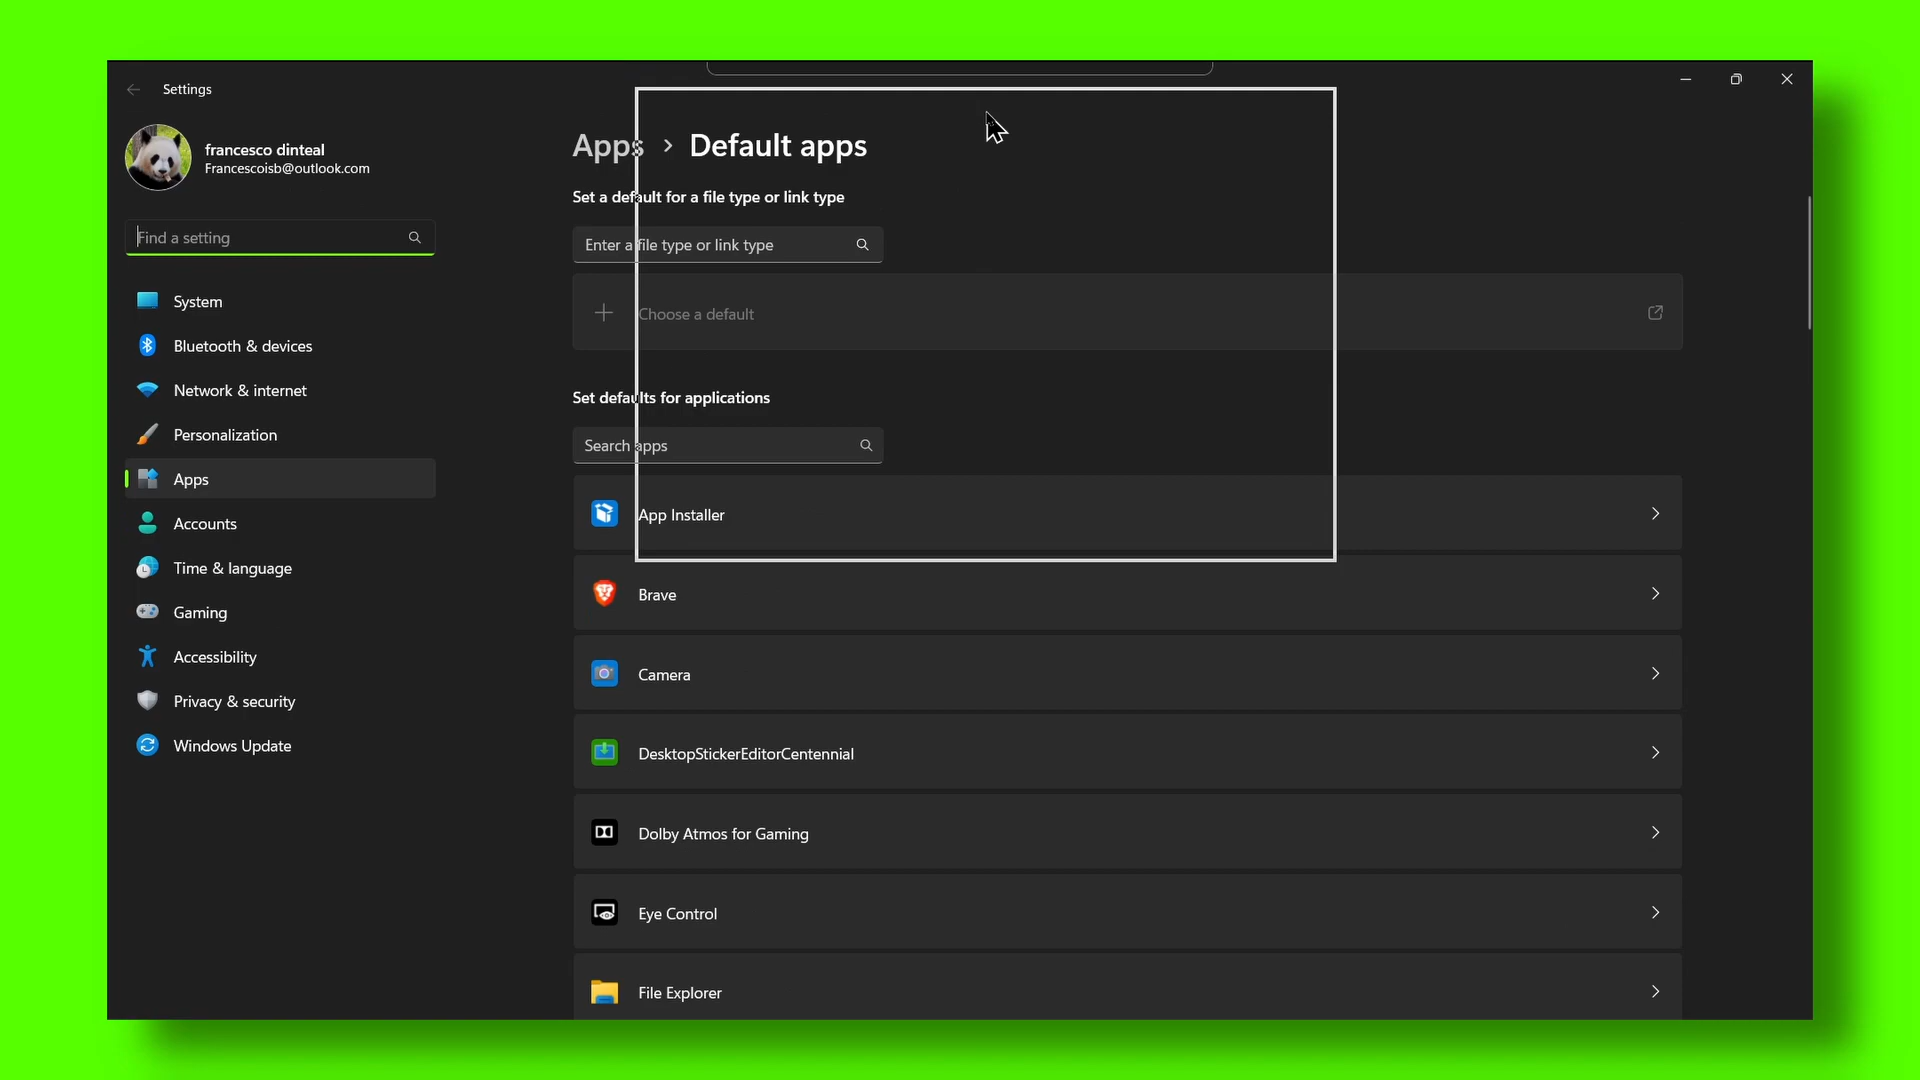 Settings
francesco dinteal
Francescoisb@outlook.com
Find a setting
System
Bluetooth & devices
Network & internet
Personalization
Apps
Accounts
Time & language
Gaming
Accessibility
Privacy & security
Windows Update
Apps > Default apps
Set a default for a file type or link type
Enter a file type or link type
Choose a default
Set defaults for applications
Search apps
App Installer
Brave
Camera
DesktopStickerEditorCentennial
Dolby Atmos for Gaming
Eye Control
File Explorer